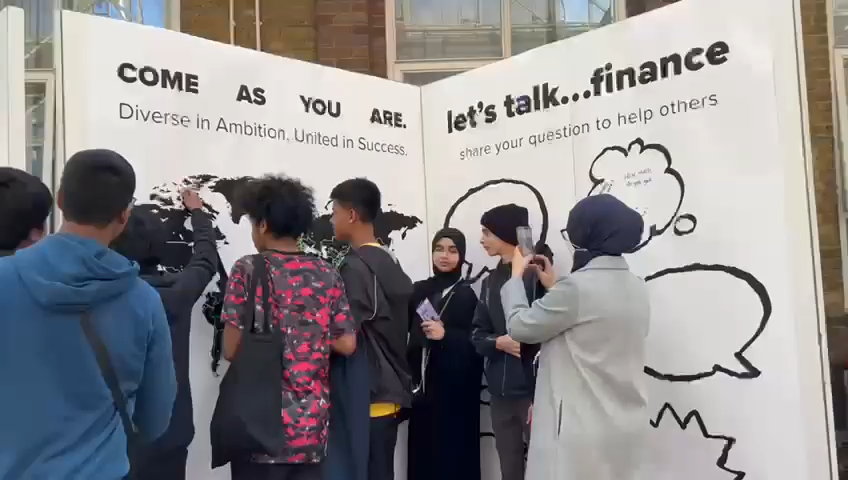 COME AS YOU ARE.
Diverse in Ambition, United in Success.
let's talk...finance
share your question to help others